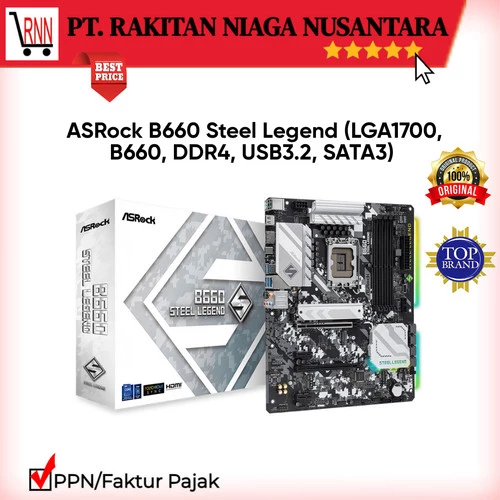 RNN
PT. RAKITAN NIAGA NUSANTARA
BEST
PRICE
ASRock B660 Steel Legend (LGA1700,
B660, DDR4, USB3.2, SATA3)
100%
ORIGINAL
TOP
BRAND
ASRock
B660
STEEL LEGEND
B660
STEEL LEGEND
STEEL LEGEND
HDMI
PPN/Faktur Pajak